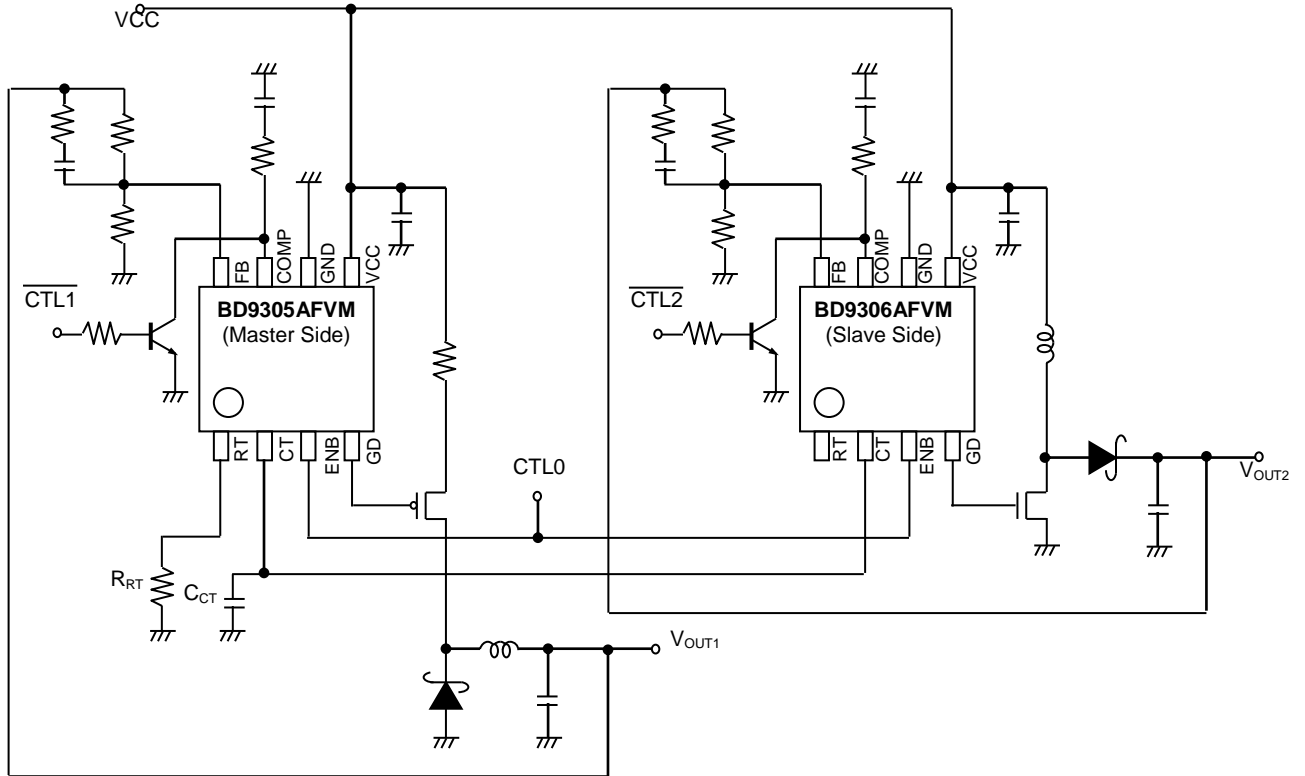 VCC
FB
COMP
GND
VCC
FB
COMP
GND
VCC
CTL1
BD9305AFVM
(Master Side)
CTL2
BD9306AFVM
(Slave Side)
RT
CT
ENB
GD
RT
CT
ENB
GD
CTL0
VOUT2
RRT
CCT
VOUT1